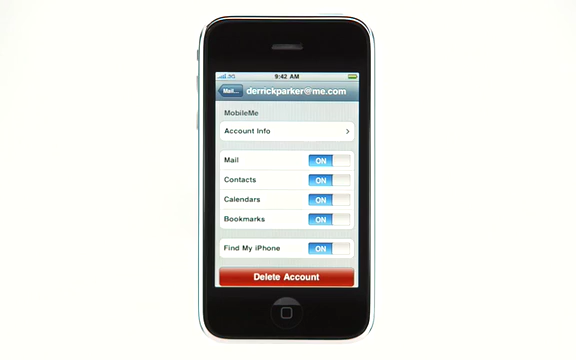 3G 9:42 AM
Mail... derrickparker@me.com
MobileMe
Account Info
Mail ON
Contacts ON
Calendars ON
Bookmarks ON
Find My iPhone ON
Delete Account